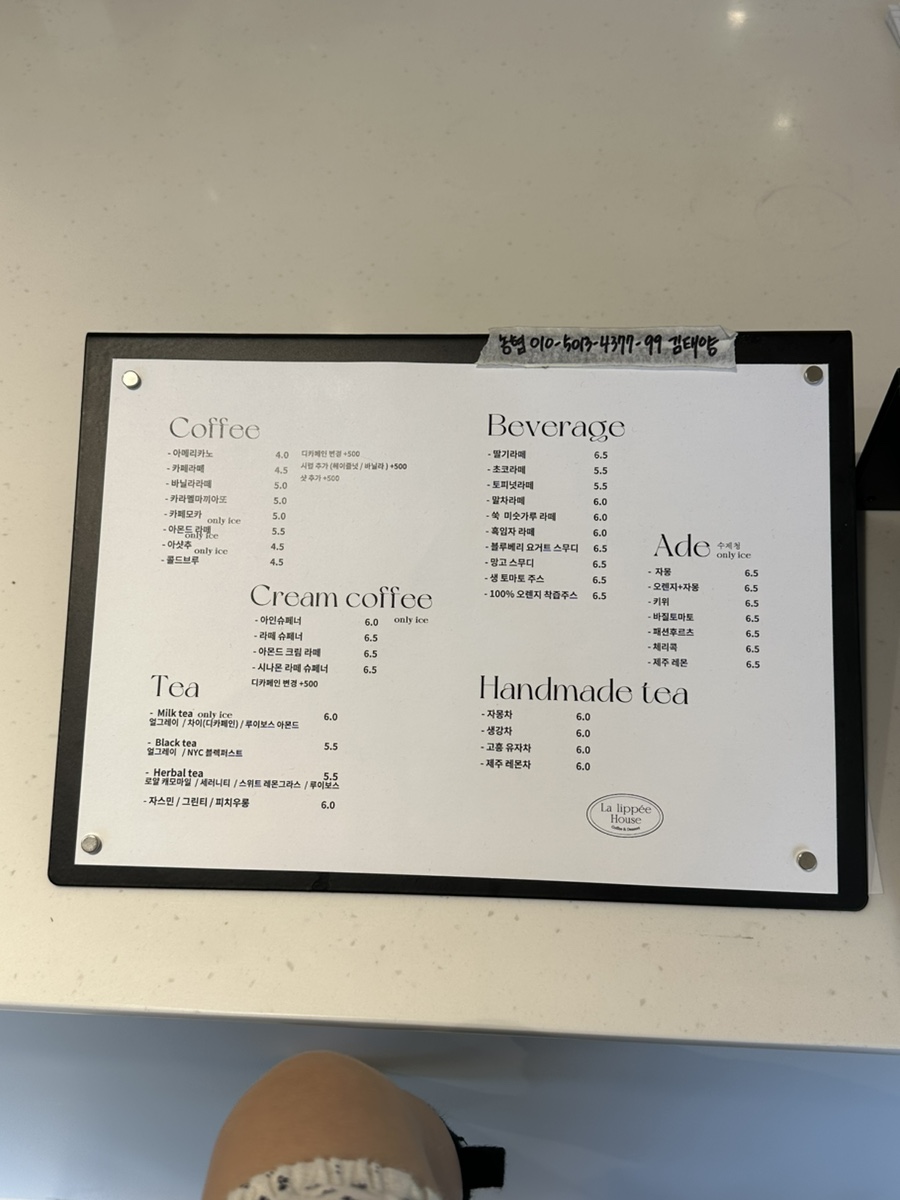 농협 010-5013-4377-99 김태양
Coffee
- 아메리카노 4.0
- 카페라떼 4.5
- 바닐라라떼 5.0
- 카라멜마끼아또 5.0
- 카페모카 5.0
only ice
- 아몬드 라떼 5.5
only ice
- 아샷추 4.5
only ice
- 콜드브루 4.5
디카페인 변경 +500
시럽 추가 (헤이즐넛 / 바닐라 ) +500
샷 추가 +500
Cream coffee
only ice
- 아인슈페너 6.0
- 라떼 슈페너 6.5
- 아몬드 크림 라떼 6.5
- 시나몬 라떼 슈페너 6.5
디카페인 변경 +500
Tea
- Milk tea only ice 6.0
얼그레이 / 차이(디카페인) / 루이보스 아몬드
- Black tea 5.5
얼그레이 / NYC 블랙퍼스트
- Herbal tea 5.5
로얄 캐모마일 / 세러니티 / 스위트 레몬그라스 / 루이보스
- 자스민 / 그린티 / 피치우롱 6.0
Beverage
- 딸기라떼 6.5
- 초코라떼 5.5
- 토피넛라떼 5.5
- 말차라떼 6.0
- 쑥 미숫가루 라떼 6.0
- 흑임자 라떼 6.0
- 블루베리 요거트 스무디 6.5
- 망고 스무디 6.5
- 생 토마토 주스 6.5
- 100% 오렌지 착즙주스 6.5
Ade 수제청
only ice
- 자몽 6.5
- 오렌지+자몽 6.5
- 키위 6.5
- 바질토마토 6.5
- 패션후르츠 6.5
- 체리콕 6.5
- 제주 레몬 6.5
Handmade tea
- 자몽차 6.0
- 생강차 6.0
- 고흥 유자차 6.0
- 제주 레몬차 6.0
La lippée
House
Coffee & Dessert